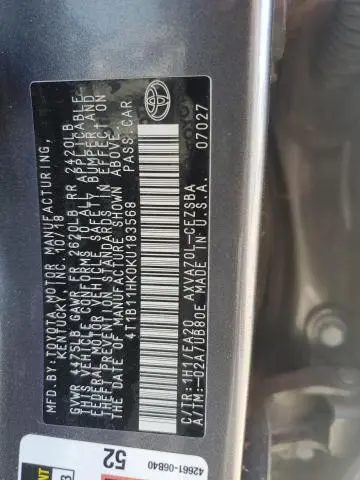 MFD.BY:TOYOTA MOTOR MANUFACTURING,
KENTUCKY, INC. 10/18
GVWR 4475LB GAWR FR 2620LB RR 2420LB
THIS VEHICLE CONFORMS TO ALL APPLICABLE
FEDERAL MOTOR VEHICLE SAFETY, BUMPER, AND
THEFT PREVENTION STANDARDS IN EFFECT
ON THE DATE OF MANUFACTURE SHOWN ABOVE.
4T1B11HK0KU183568 PASS.CAR
C/TR:1H1/EA20 AXVA70L-CEZSBA
A/TM:-02A/UB80E MADE IN U.S.A. 07027
52
42661-06B40